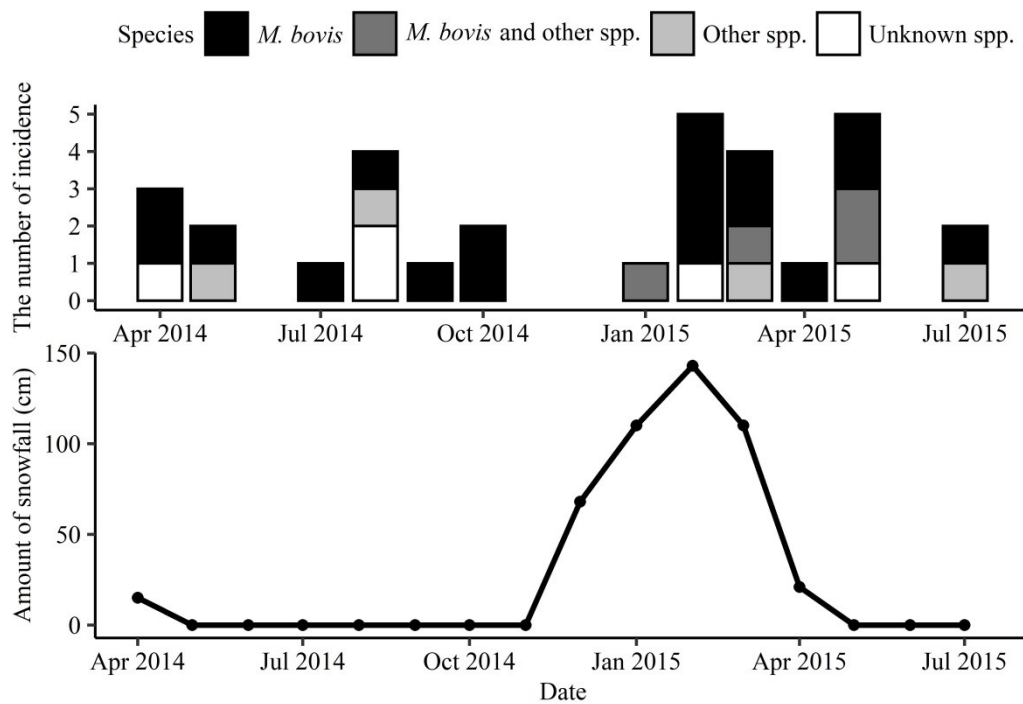 Species M. bovis M. bovis and other spp. Other spp. Unknown spp.
The number of incidence
5
4
3
2
1
0
Apr 2014 Jul 2014 Oct 2014 Jan 2015 Apr 2015 Jul 2015
Amount of snowfall (cm)
150
100
50
0
Apr 2014 Jul 2014 Oct 2014 Jan 2015 Apr 2015 Jul 2015
Date